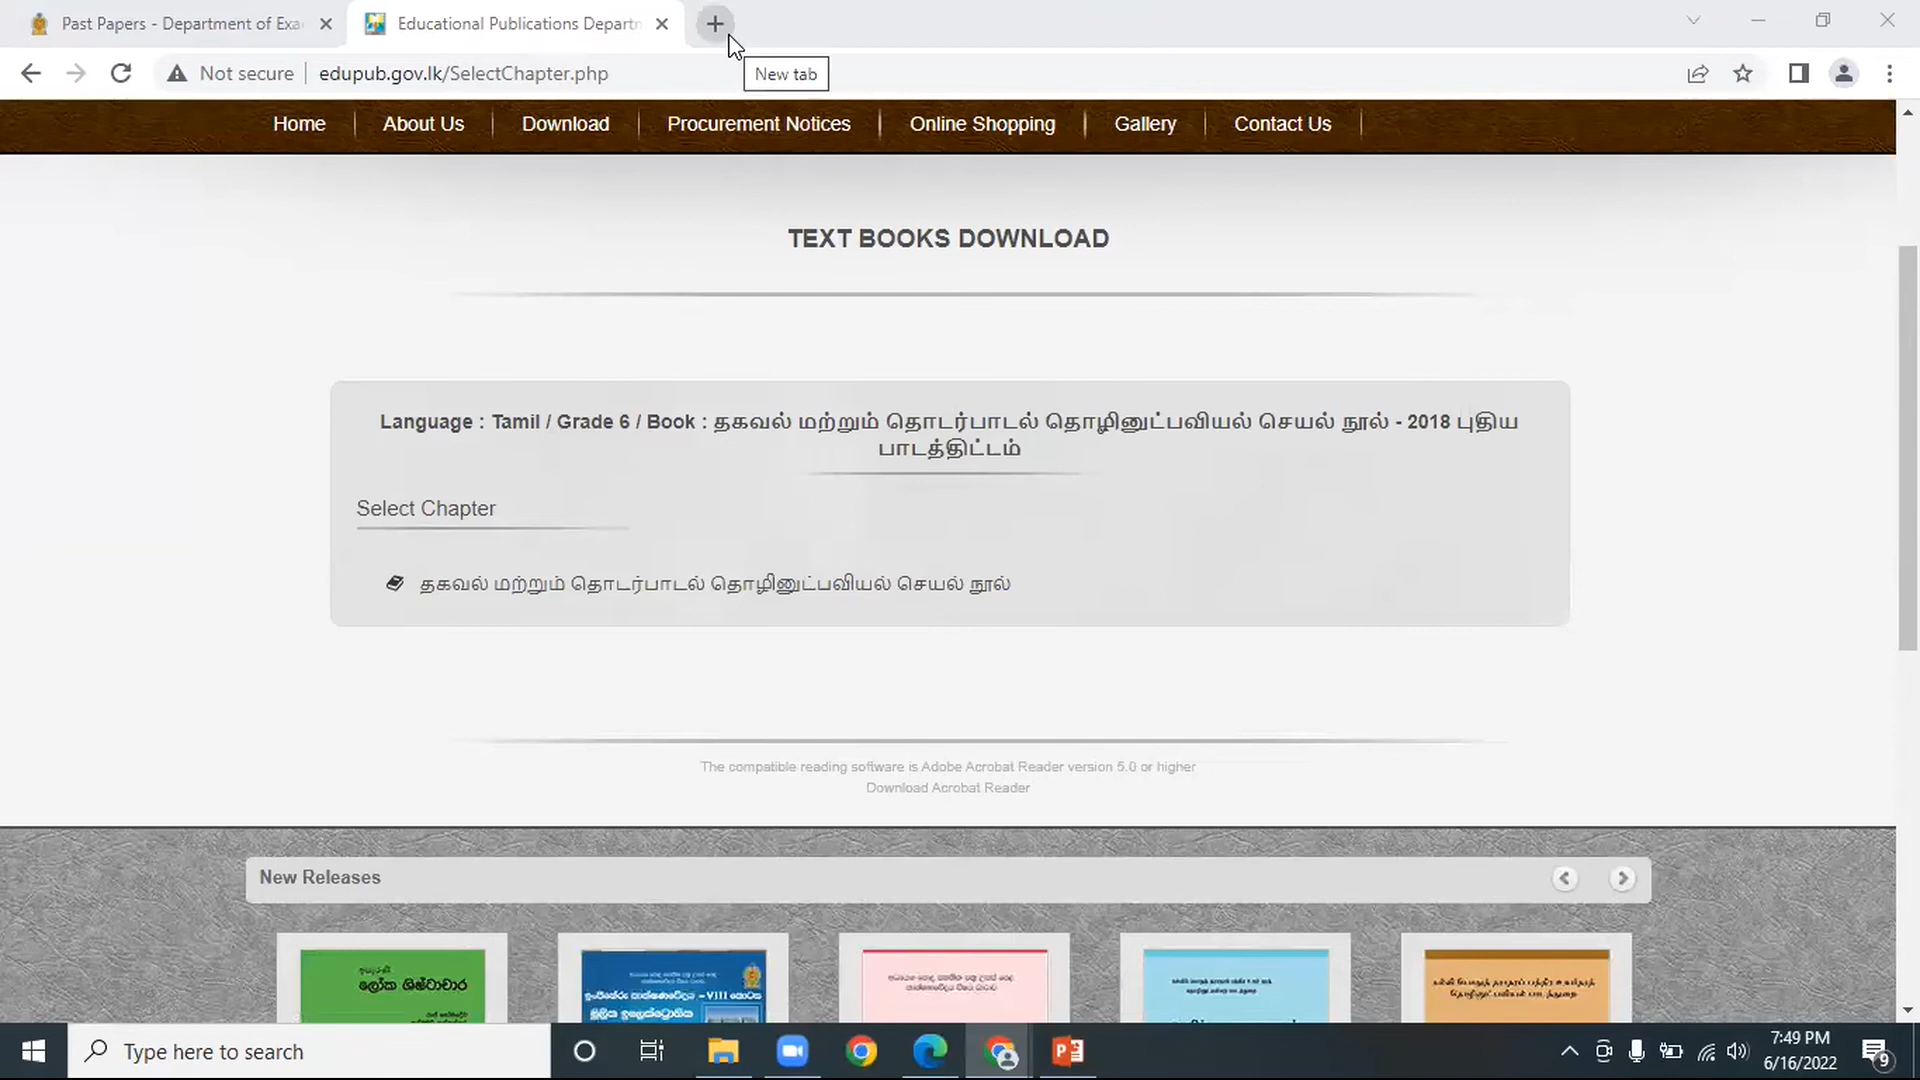 Past Papers - Department of Exa
Educational Publications Departm
New tab
Not secure
edupub.gov.lk/SelectChapter.php
Home
About Us
Download
Procurement Notices
Online Shopping
Gallery
Contact Us
TEXT BOOKS DOWNLOAD
Language : Tamil / Grade 6 / Book : தகவல் மற்றும் தொடர்பாடல் தொழினுட்பவியல் செயல் நூல் - 2018 புதிய
பாடத்திட்டம்
Select Chapter
தகவல் மற்றும் தொடர்பாடல் தொழினுட்பவியல் செயல் நூல்
The compatible reading software is Adobe Acrobat Reader version 5.0 or higher
Download Acrobat Reader
New Releases
ලෝක ශිෂ්ටාචාර
Type here to search
7:49 PM
6/16/2022
9